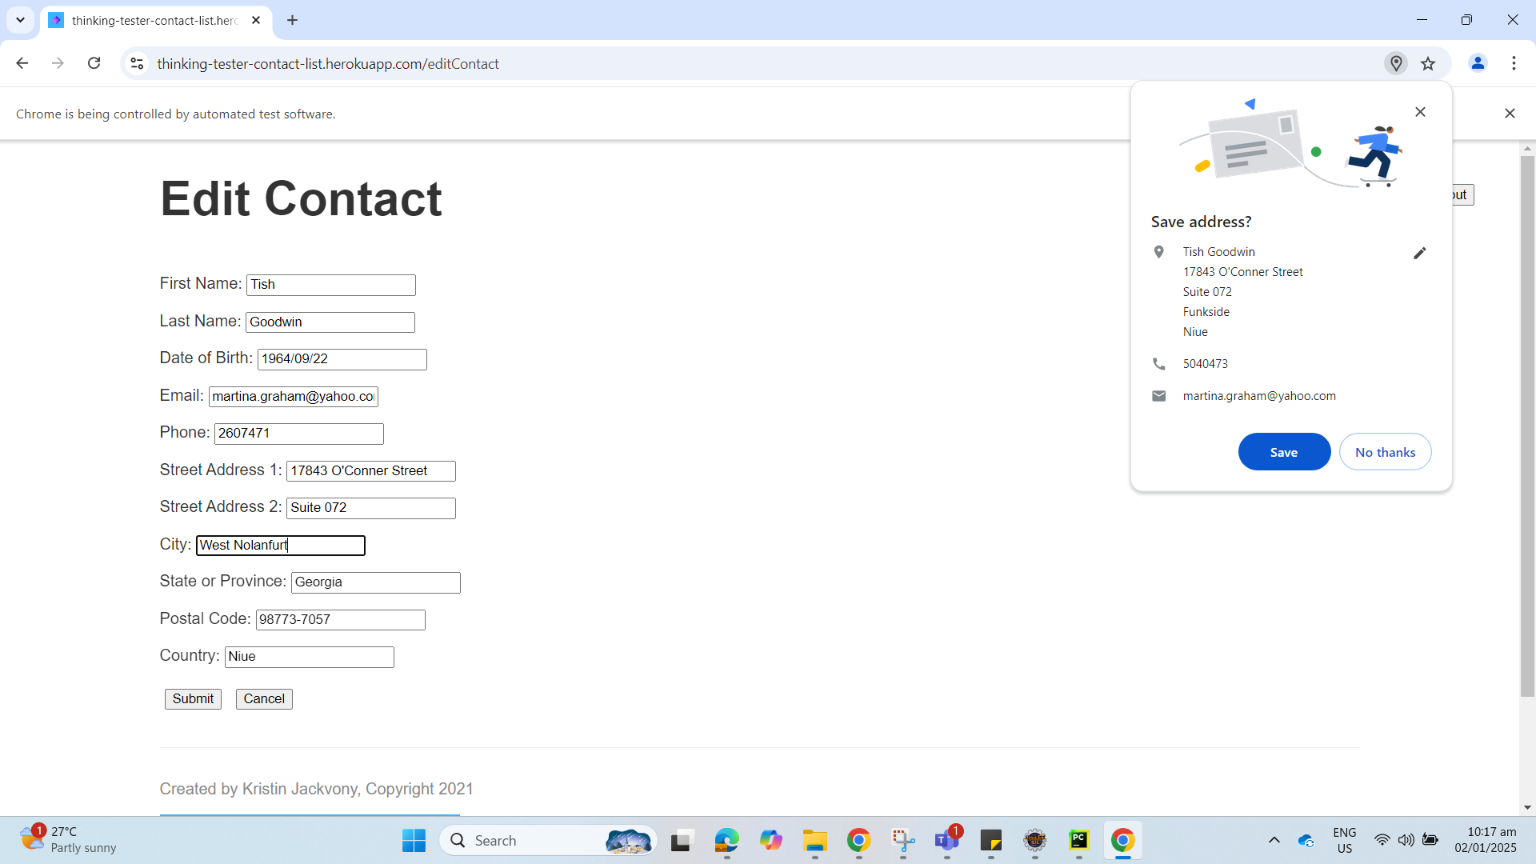 thinking-tester-contact-list.hero
thinking-tester-contact-list.herokuapp.com/editContact
Chrome is being controlled by automated test software.
Edit Contact
out
First Name: Tish
Last Name: Goodwin
Date of Birth: 1964/09/22
Email: martina.graham@yahoo.co
Phone: 2607471
Street Address 1: 17843 O'Conner Street
Street Address 2: Suite 072
City: West Nolanfurt
State or Province: Georgia
Postal Code: 98773-7057
Country: Niue
Submit Cancel
Created by Kristin Jackvony, Copyright 2021
Save address?
Tish Goodwin
17843 O'Conner Street
Suite 072
Funkside
Niue
5040473
martina.graham@yahoo.com
Save No thanks
1
27°C
Partly sunny
Search
1
PC
ENG
US
10:17 am
02/01/2025